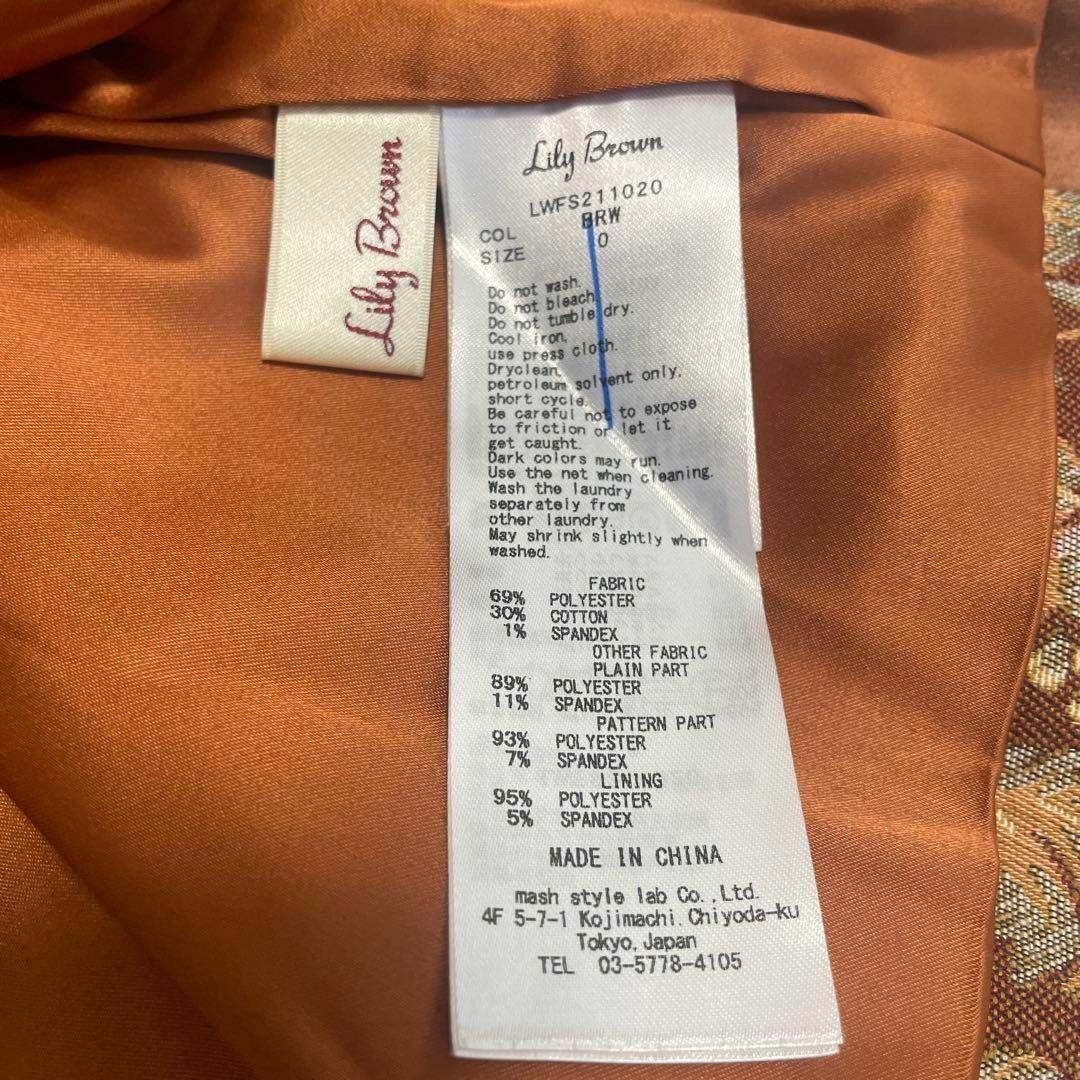 Lily Brown
Lily Brown
LWFS211020
COL BRW
SIZE 0
Do not wash.
Do not bleach.
Do not tumble dry.
Cool iron,
use press cloth.
Dryclean,
petroleum solvent only.
short cycle.
Be careful not to expose
to friction or let it
get caught.
Dark colors may run.
Use the net when cleaning.
Wash the laundry
separately from
other laundry.
May shrink slightly when
washed.
FABRIC
69% POLYESTER
30% COTTON
1% SPANDEX
OTHER FABRIC
PLAIN PART
89% POLYESTER
11% SPANDEX
PATTERN PART
93% POLYESTER
7% SPANDEX
LINING
95% POLYESTER
5% SPANDEX
MADE IN CHINA
mash style lab Co.,Ltd.
4F 5-7-1 Kojimachi.Chiyoda-ku
Tokyo,Japan
TEL 03-5778-4105